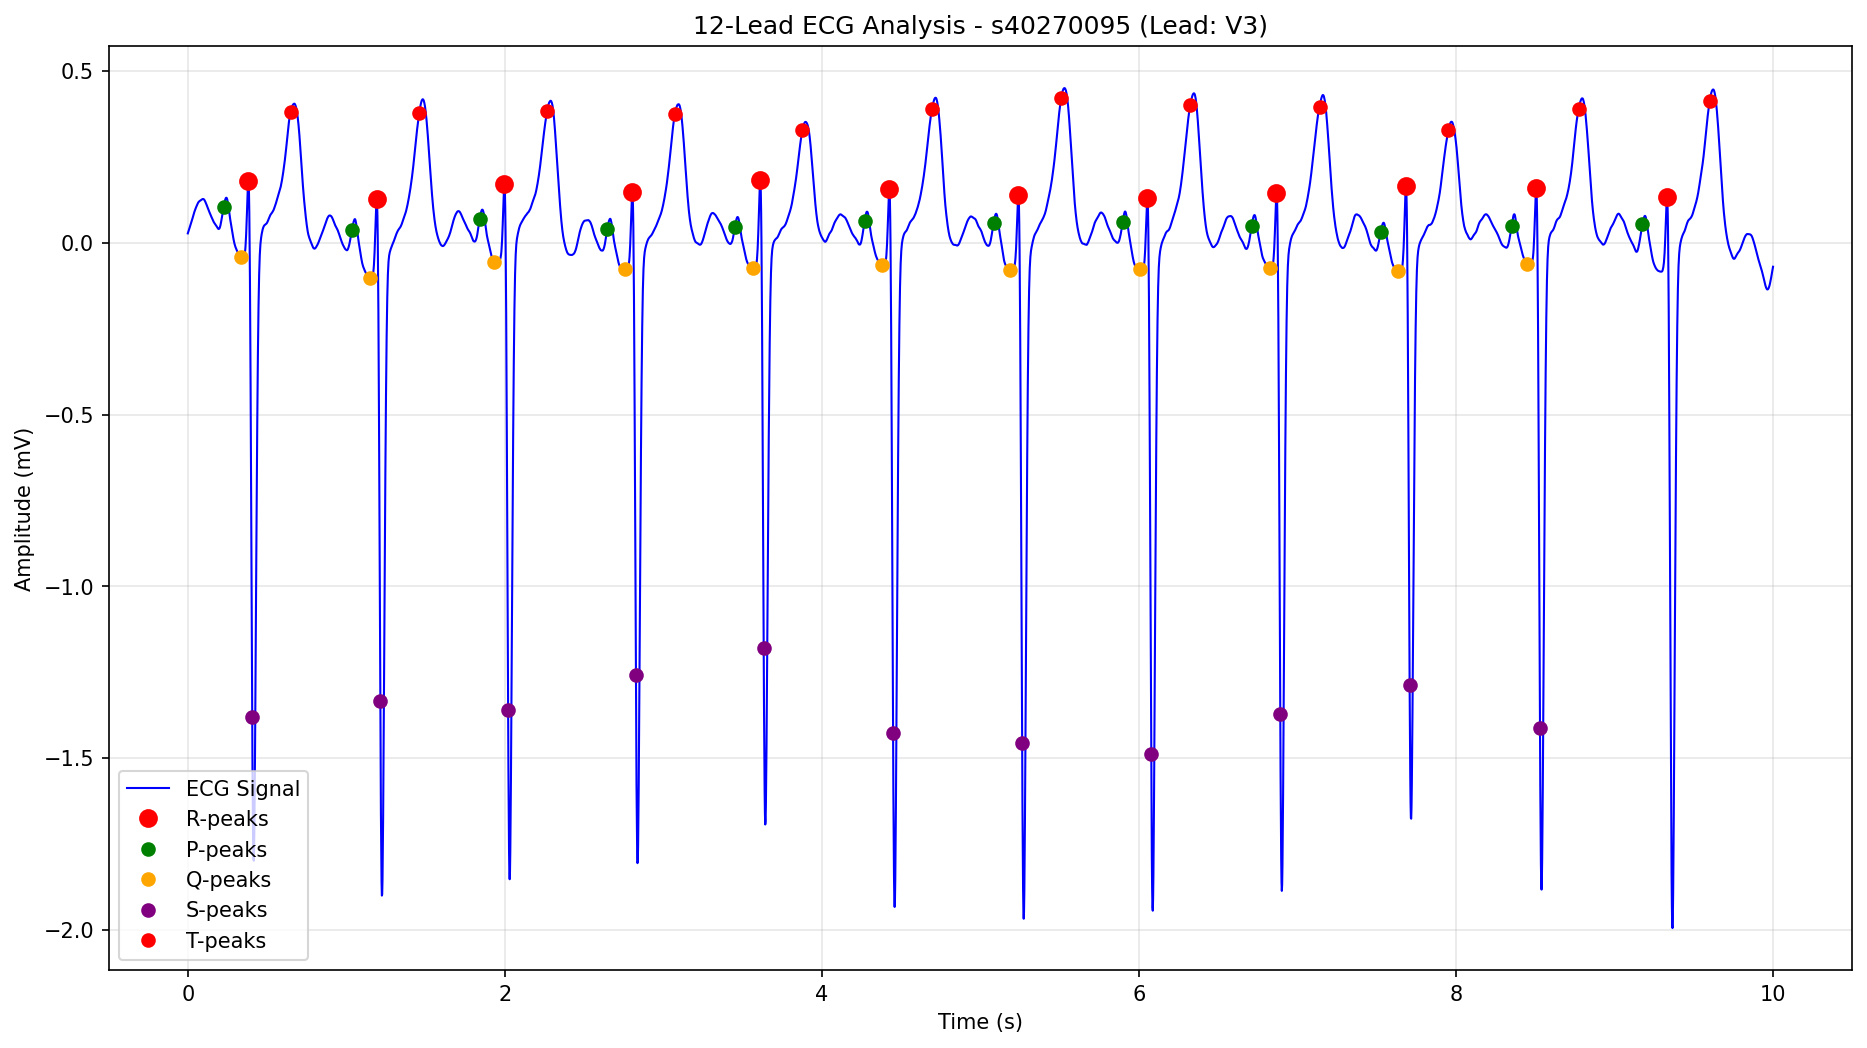 12-Lead ECG Analysis - s40270095 (Lead: V3)
Amplitude (mV)
0.5
0.0
−0.5
−1.0
−1.5
−2.0
ECG Signal
R-peaks
P-peaks
Q-peaks
S-peaks
T-peaks
0 2 4 6 8 10
Time (s)